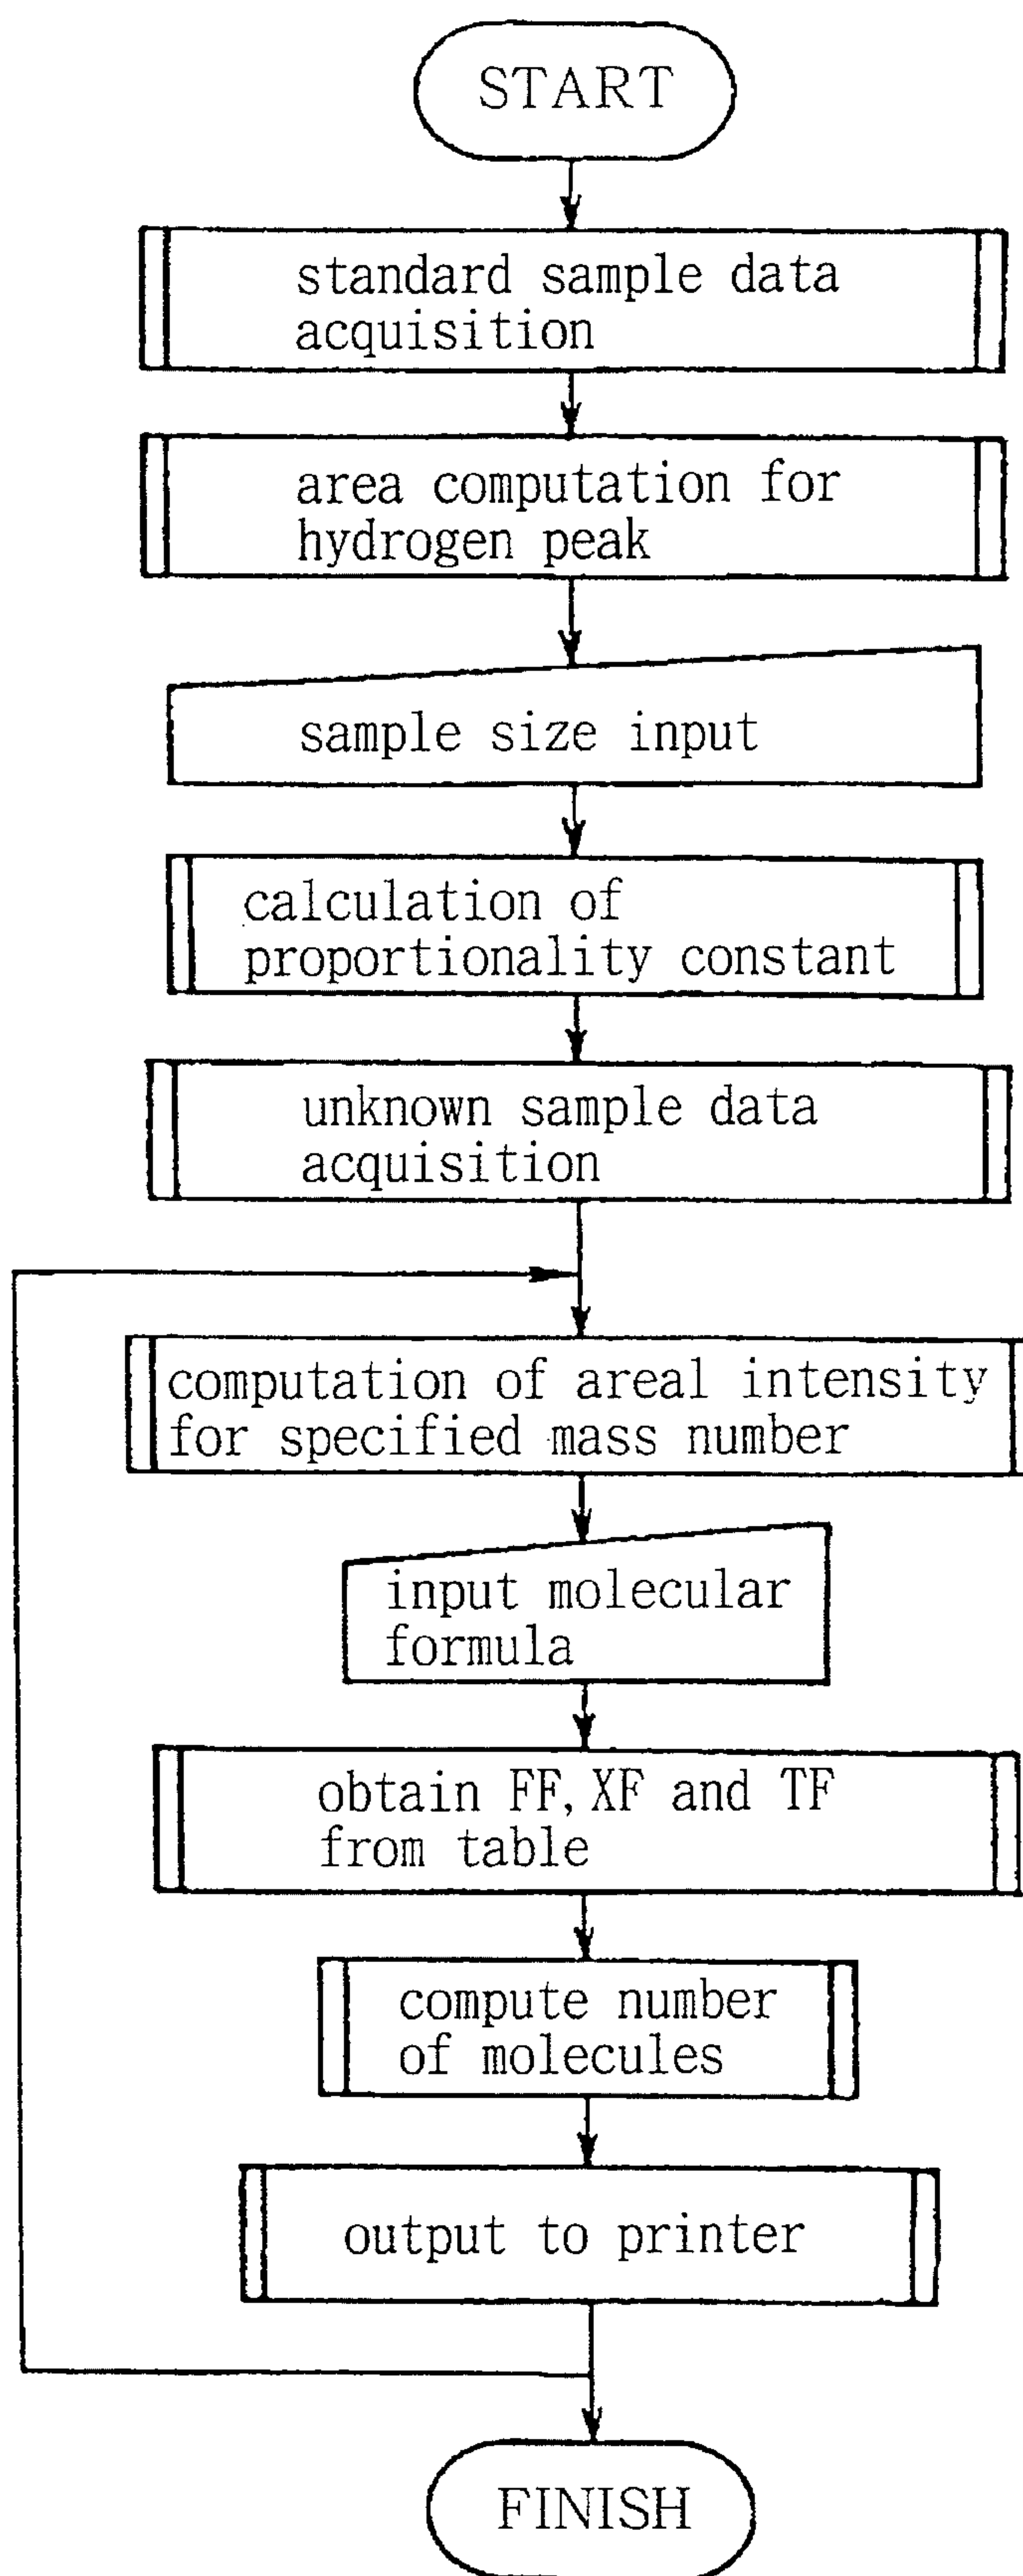 START
standard sample data
acquisition
area computation for
hydrogen peak
sample size input
calculation of
proportionality constant
unknown sample data
acquisition
computation of areal intensity
for specified mass number
input molecular
formula
obtain FF, XF and TF
from table
compute number
of molecules
output to printer
FINISH